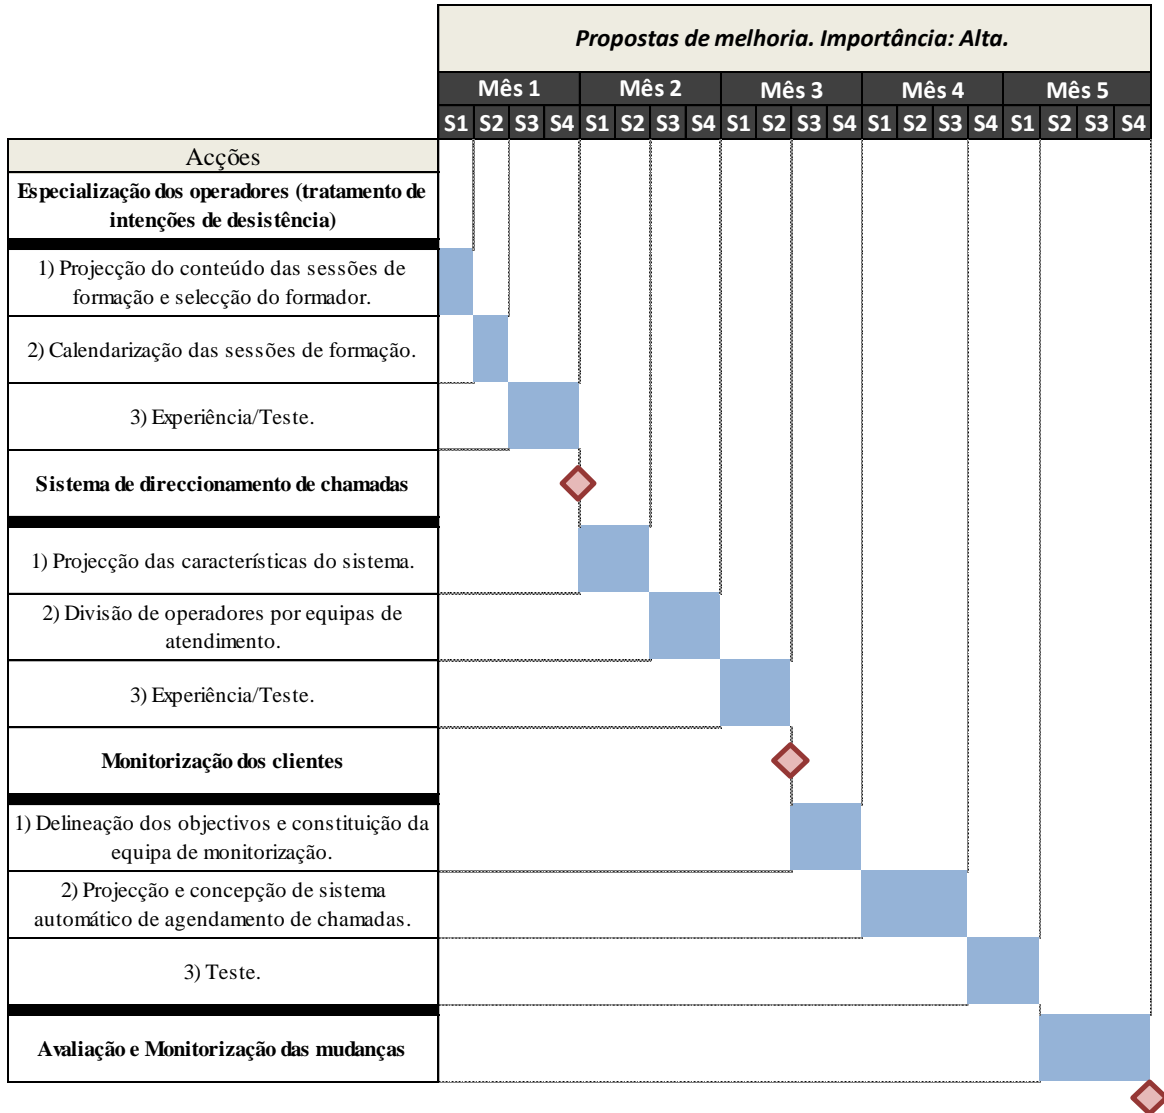 Propostas de melhoria. Importância: Alta.
Mês 1 Mês 2 Mês 3 Mês 4 Mês 5
S1 S2 S3 S4 S1 S2 S3 S4 S1 S2 S3 S4 S1 S2 S3 S4 S1 S2 S3 S4
Acções
Especialização dos operadores (tratamento de
intenções de desistência)
1) Projecção do conteúdo das sessões de
formação e selecção do formador.
2) Calendarização das sessões de formação.
3) Experiência/Teste.
Sistema de direccionamento de chamadas
1) Projecção das características do sistema.
2) Divisão de operadores por equipas de
atendimento.
3) Experiência/Teste.
Monitorização dos clientes
1) Delineação dos objectivos e constituição da
equipa de monitorização.
2) Projecção e concepção de sistema
automático de agendamento de chamadas.
3) Teste.
Avaliação e Monitorização das mudanças